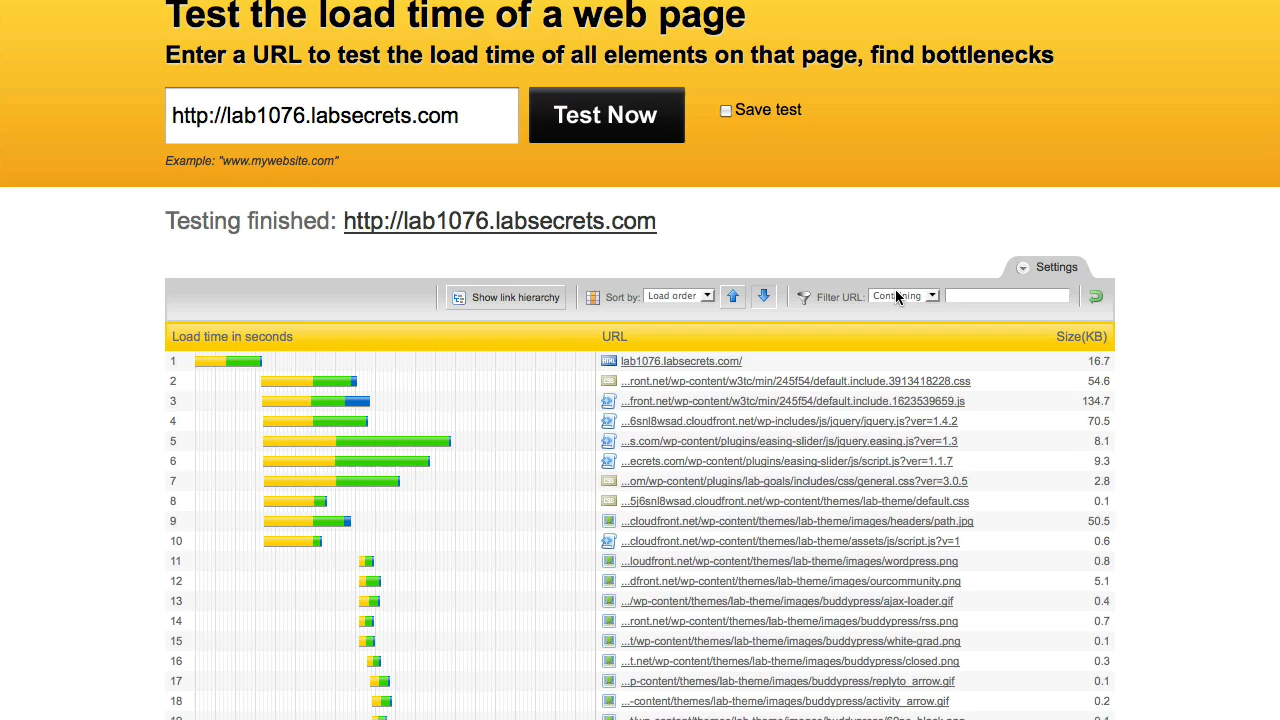 Test the load time of a web page
Enter a URL to test the load time of all elements on that page, find bottlenecks
http://lab1076.labsecrets.com Test Now Save test
Example: "www.mywebsite.com"
Testing finished: http://lab1076.labsecrets.com
Settings
Show link hierarchy Sort by: Load order Filter URL:
Load time in seconds URL Size(KB)
1 HTML lab1076.labsecrets.com/ 16.7
2 CSS ...ront.net/wp-content/w3tc/min/245f54/default.include.3913418228.css 54.6
3 ...front.net/wp-content/w3tc/min/245f54/default.include.1623539659.js 134.7
4 ...6snl8wsad.cloudfront.net/wp-includes/js/jquery/jquery.js?ver=1.4.2 70.5
5 ...s.com/wp-content/plugins/easing-slider/js/jquery.easing.js?ver=1.3 8.1
6 ...ecrets.com/wp-content/plugins/easing-slider/js/script.js?ver=1.1.7 9.3
7 CSS ...om/wp-content/plugins/lab-goals/includes/css/general.css?ver=3.0.5 2.8
8 CSS ...5j6snl8wsad.cloudfront.net/wp-content/themes/lab-theme/default.css 0.1
9 ...cloudfront.net/wp-content/themes/lab-theme/images/headers/path.jpg 50.5
10 ...cloudfront.net/wp-content/themes/lab-theme/assets/js/script.js?v=1 0.6
11 ...loudfront.net/wp-content/themes/lab-theme/images/wordpress.png 0.8
12 ...dfront.net/wp-content/themes/lab-theme/images/ourcommunity.png 5.1
13 .../wp-content/themes/lab-theme/images/buddypress/ajax-loader.gif 0.4
14 ...ront.net/wp-content/themes/lab-theme/images/buddypress/rss.png 0.7
15 ...t/wp-content/themes/lab-theme/images/buddypress/white-grad.png 0.1
16 ...t.net/wp-content/themes/lab-theme/images/buddypress/closed.png 0.3
17 ...p-content/themes/lab-theme/images/buddypress/replyto_arrow.gif 0.1
18 ...-content/themes/lab-theme/images/buddypress/activity_arrow.gif 0.2